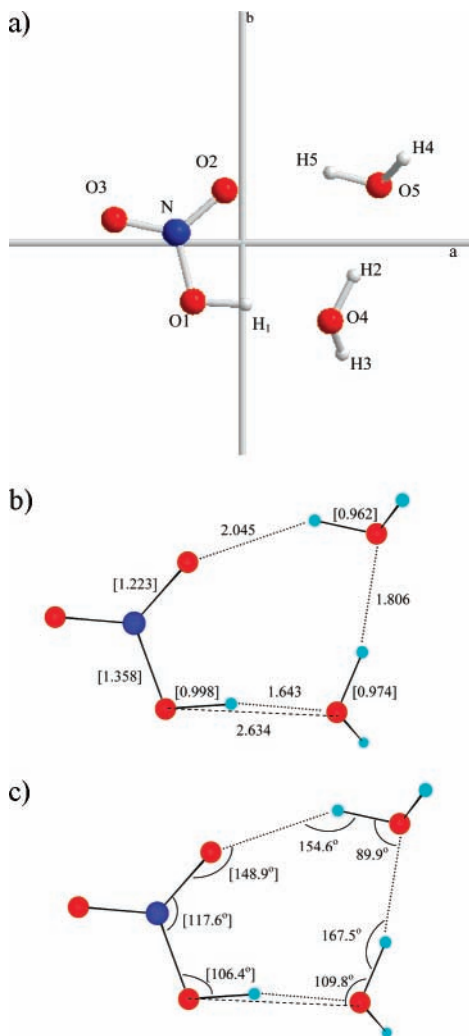 a)
b
O2
O3
N
H5
H4
O5
a
H2
O1
H1
O4
H3
b)
[0.962]
2.045
[1.223]
1.806
[1.358]
[0.998]
1.643
[0.974]
2.634
c)
154.6°
89.9°
[148.9°]
[117.6°]
167.5°
[106.4°]
109.8°